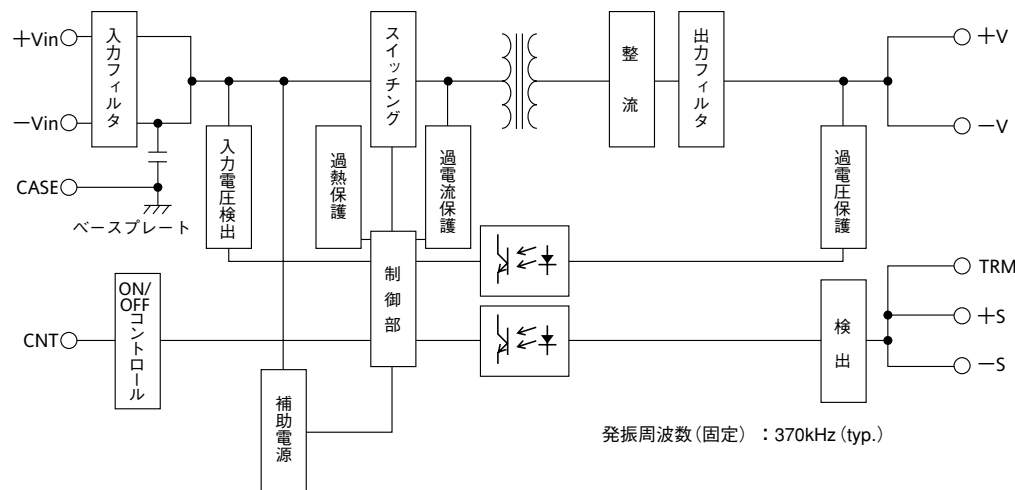 +Vin
入力フィルタ
スイッチング
整流
出力フィルタ
+V
−Vin
−V
入力電圧検出
過熱保護
過電流保護
過電圧保護
CASE
ベースプレート
制御部
TRM
ON/
OFF
コントロール
CNT
検出
+S
−S
補助電源
発振周波数(固定) : 370kHz (typ.)